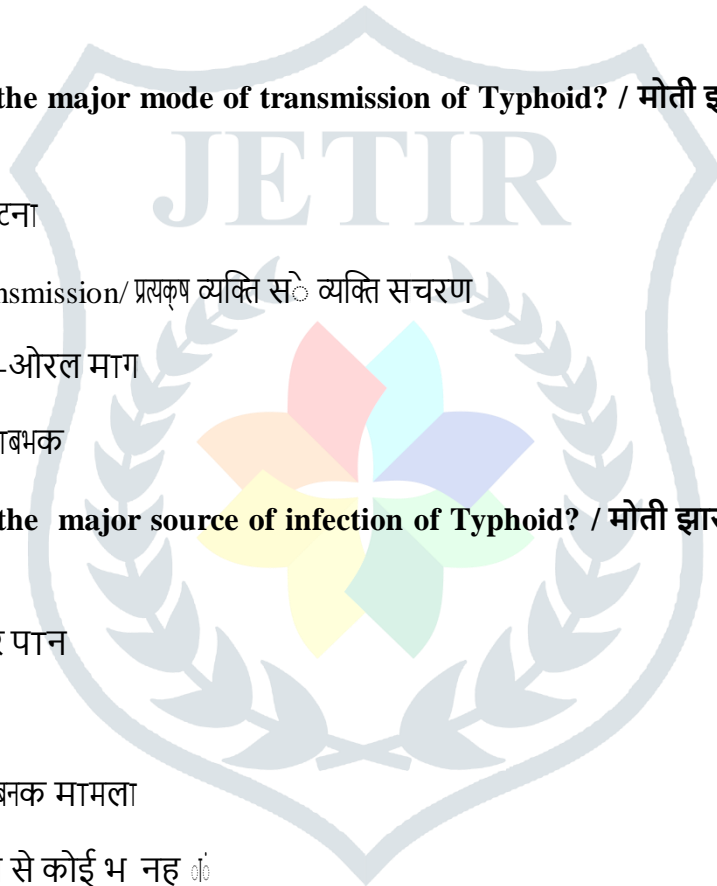 the major mode of transmission of Typhoid? / मोती
JETIR
टना
nsmission/ प्रत्यक्ष व्यक्ति से व्यक्ति सचरण
-ओरल माग
the major source of infection of Typhoid? / मोती
र पान
मामला
से कोई भ नह